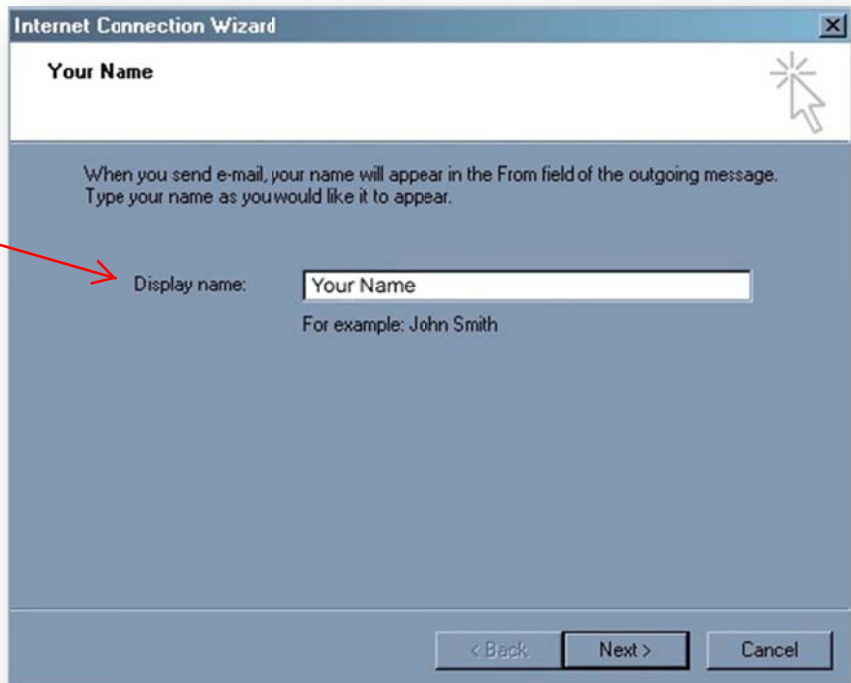 Internet Connection Wizard
Your Name
When you send e-mail, your name will appear in the From field of the outgoing message.
Type your name as you would like it to appear.
Display name: Your Name
For example: John Smith
< Back Next > Cancel